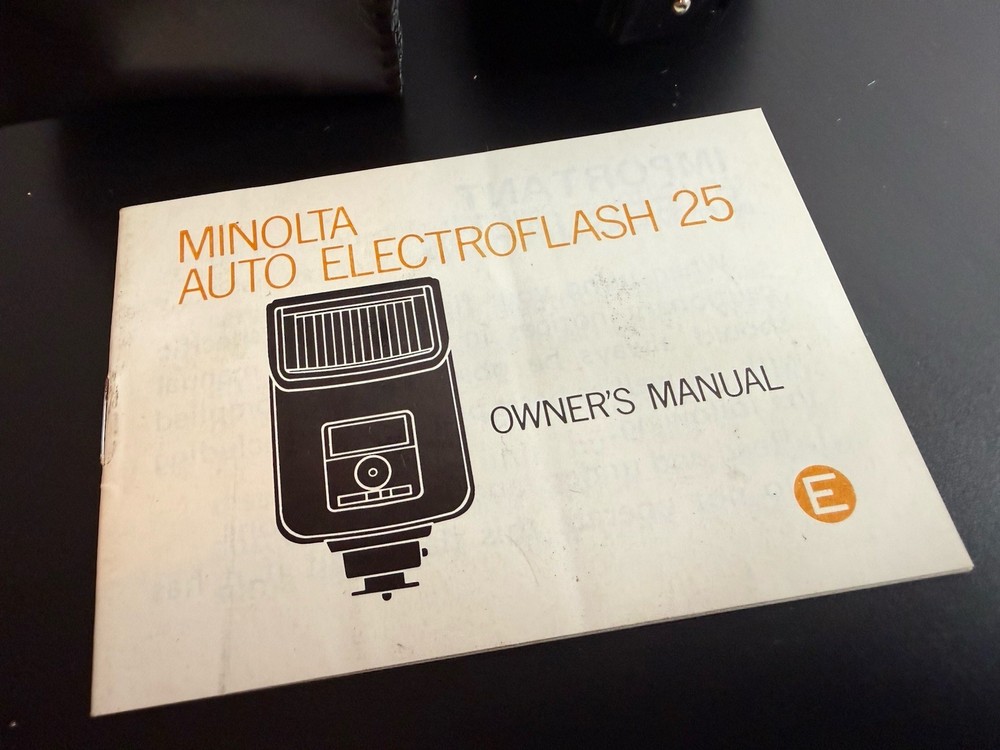 MINOLTA
AUTO ELECTROFLASH 25
OWNER'S MANUAL
E